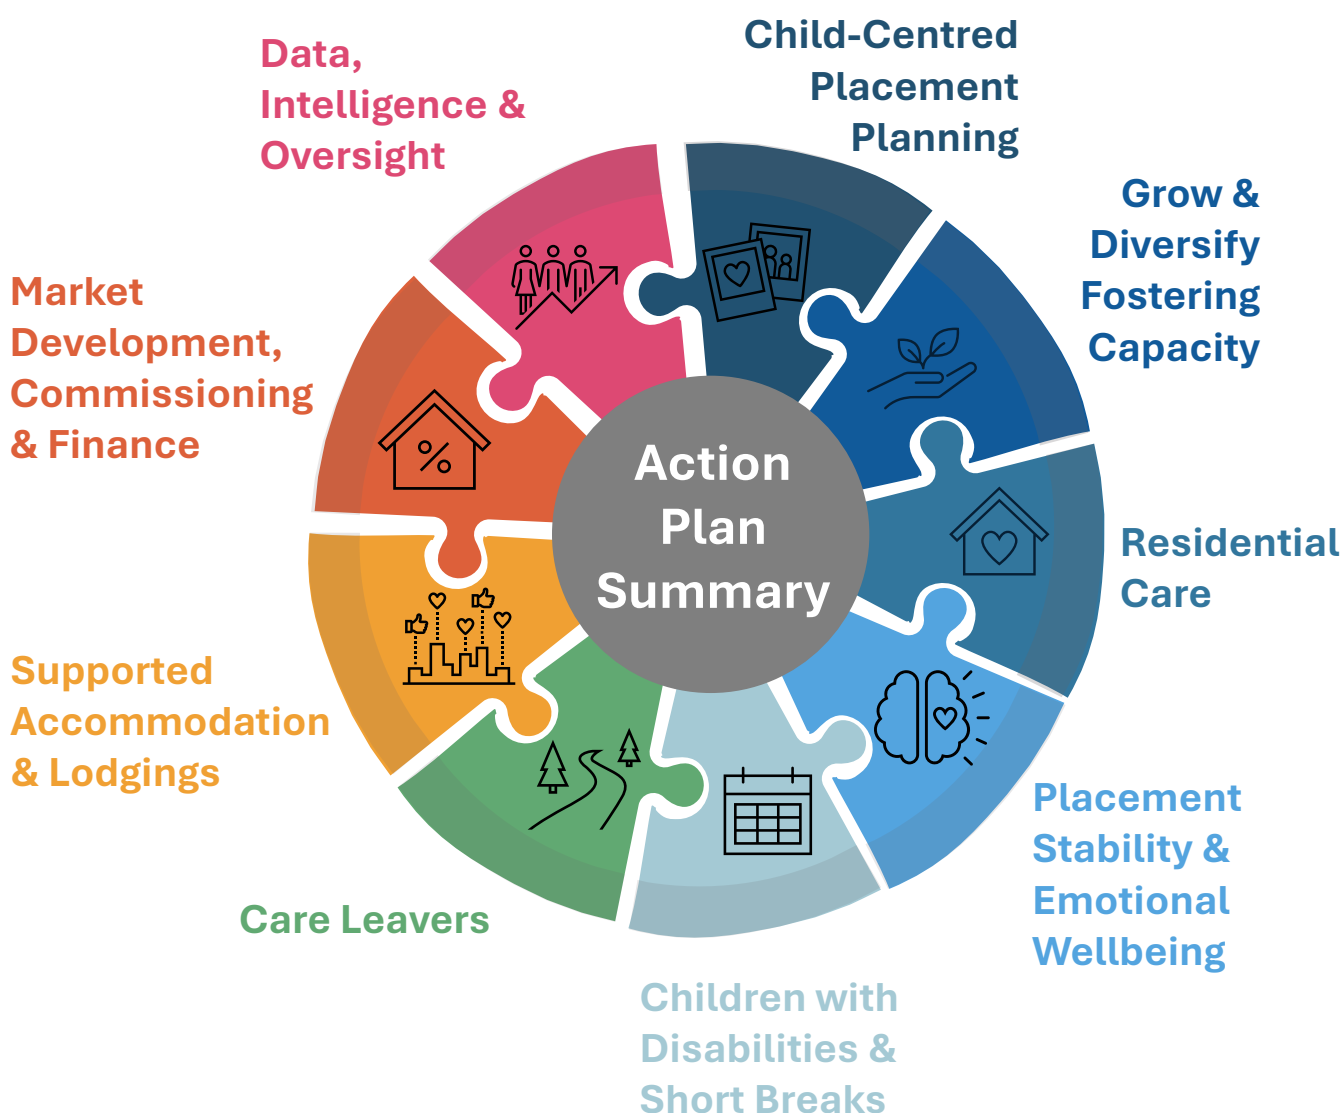 Child-Centred
Placement
Planning
Grow &
Diversify
Fostering
Capacity
Residential
Care
Placement
Stability &
Emotional
Wellbeing
Children with
Disabilities &
Short Breaks
Care Leavers
Supported
Accommodation
& Lodgings
Market
Development,
Commissioning
& Finance
Data,
Intelligence &
Oversight
Action
Plan
Summary
%